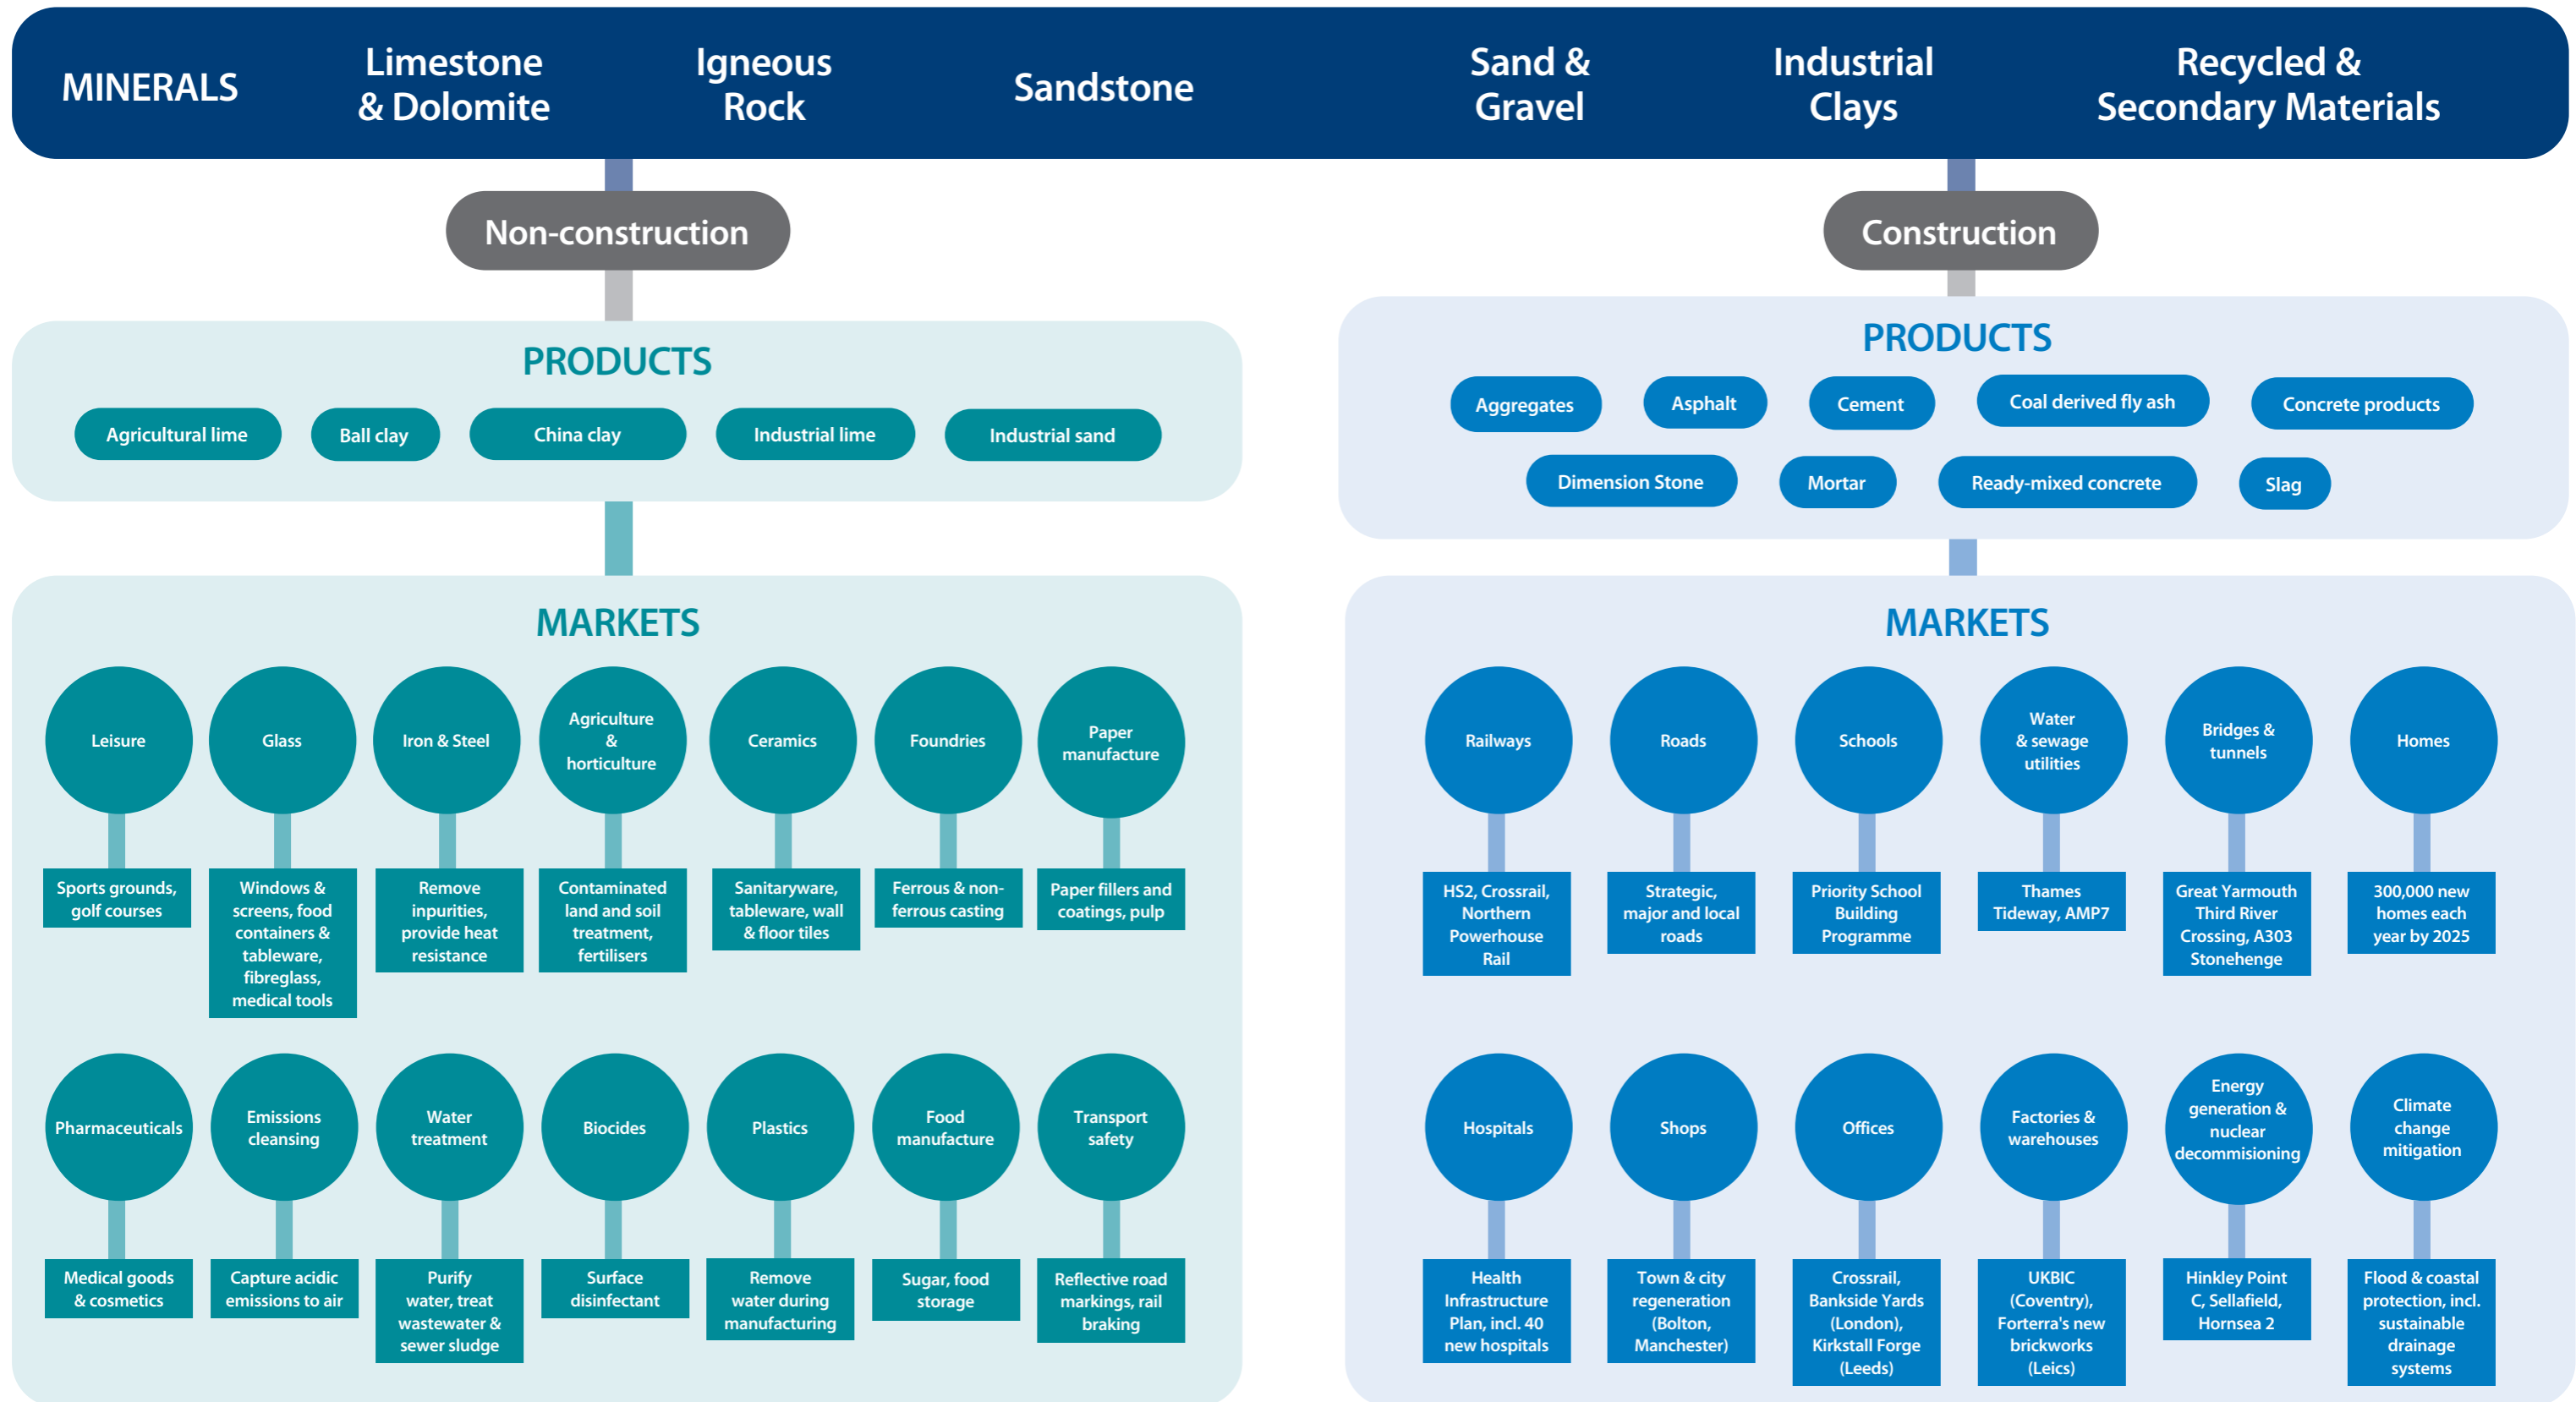 MINERALS
Limestone
& Dolomite
Igneous
Rock
Sandstone
Sand &
Gravel
Industrial
Clays
Recycled &
Secondary Materials
Non-construction
PRODUCTS
Agricultural lime
Ball clay
China clay
Industrial lime
Industrial sand
MARKETS
Leisure
Sports grounds,
golf courses
Glass
Windows &
screens, food
containers &
tableware,
fibreglass,
medical tools
Iron & Steel
Remove
inpurities,
provide heat
resistance
Agriculture
&
horticulture
Contaminated
land and soil
treatment,
fertilisers
Ceramics
Sanitaryware,
tableware, wall
& floor tiles
Foundries
Ferrous & non-
ferrous casting
Paper
manufacture
Paper fillers and
coatings, pulp
Pharmaceuticals
Medical goods
& cosmetics
Emissions
cleansing
Capture acidic
emissions to air
Water
treatment
Purify
water, treat
wastewater &
sewer sludge
Biocides
Surface
disinfectant
Plastics
Remove
water during
manufacturing
Food
manufacture
Sugar, food
storage
Transport
safety
Reflective road
markings, rail
braking
Construction
PRODUCTS
Aggregates
Asphalt
Cement
Coal derived fly ash
Concrete products
Dimension Stone
Mortar
Ready-mixed concrete
Slag
MARKETS
Railways
HS2, Crossrail,
Northern
Powerhouse
Rail
Roads
Strategic,
major and local
roads
Schools
Priority School
Building
Programme
Water
& sewage
utilities
Thames
Tideway, AMP7
Bridges &
tunnels
Great Yarmouth
Third River
Crossing, A303
Stonehenge
Homes
300,000 new
homes each
year by 2025
Hospitals
Health
Infrastructure
Plan, incl. 40
new hospitals
Shops
Town & city
regeneration
(Bolton,
Manchester)
Offices
Crossrail,
Bankside Yards
(London),
Kirkstall Forge
(Leeds)
Factories &
warehouses
UKBIC
(Coventry),
Forterra's new
brickworks
(Leics)
Energy
generation &
nuclear
decommisioning
Hinkley Point
C, Sellafield,
Hornsea 2
Climate
change
mitigation
Flood & coastal
protection, incl.
sustainable
drainage
systems